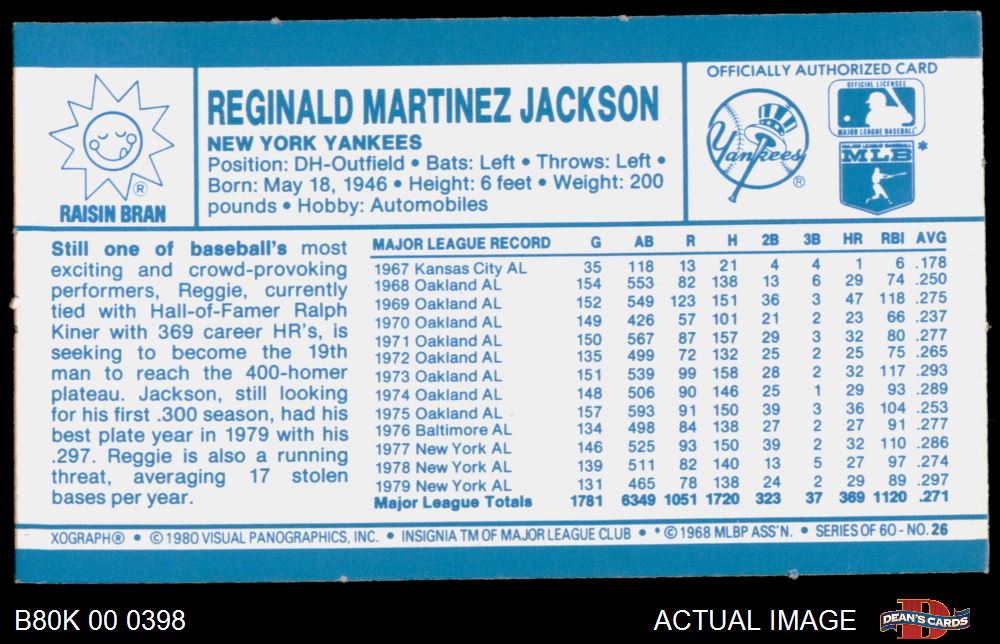 RAISIN BRAN
®
REGINALD MARTINEZ JACKSON
NEW YORK YANKEES
Position: DH-Outfield • Bats: Left • Throws: Left •
Born: May 18, 1946 • Height: 6 feet • Weight: 200
pounds • Hobby: Automobiles
OFFICIALLY AUTHORIZED CARD
Yankees
®
OFFICIAL LICENSEE
MAJOR LEAGUE BASEBALL
MAJOR LEAGUE BASEBALL
MLB *
Still one of baseball's most
exciting and crowd-provoking
performers, Reggie, currently
tied with Hall-of-Famer Ralph
Kiner with 369 career HR's, is
seeking to become the 19th
man to reach the 400-homer
plateau. Jackson, still looking
for his first .300 season, had his
best plate year in 1979 with his
.297. Reggie is also a running
threat, averaging 17 stolen
bases per year.
MAJOR LEAGUE RECORD G AB R H 2B 3B HR RBI AVG
1967 Kansas City AL 35 118 13 21 4 4 1 6 .178
1968 Oakland AL 154 553 82 138 13 6 29 74 .250
1969 Oakland AL 152 549 123 151 36 3 47 118 .275
1970 Oakland AL 149 426 57 101 21 2 23 66 .237
1971 Oakland AL 150 567 87 157 29 3 32 80 .277
1972 Oakland AL 135 499 72 132 25 2 25 75 .265
1973 Oakland AL 151 539 99 158 28 2 32 117 .293
1974 Oakland AL 148 506 90 146 25 1 29 93 .289
1975 Oakland AL 157 593 91 150 39 3 36 104 .253
1976 Baltimore AL 134 498 84 138 27 2 27 91 .277
1977 New York AL 146 525 93 150 39 2 32 110 .286
1978 New York AL 139 511 82 140 13 5 27 97 .274
1979 New York AL 131 465 78 138 24 2 29 89 .297
Major League Totals 1781 6349 1051 1720 323 37 369 1120 .271
XOGRAPH® • © 1980 VISUAL PANOGRAPHICS, INC. • INSIGNIA TM OF MAJOR LEAGUE CLUB • * © 1968 MLBP ASS'N. • SERIES OF 60 - NO. 26
B80K 00 0398
ACTUAL IMAGE
DEAN'S CARDS